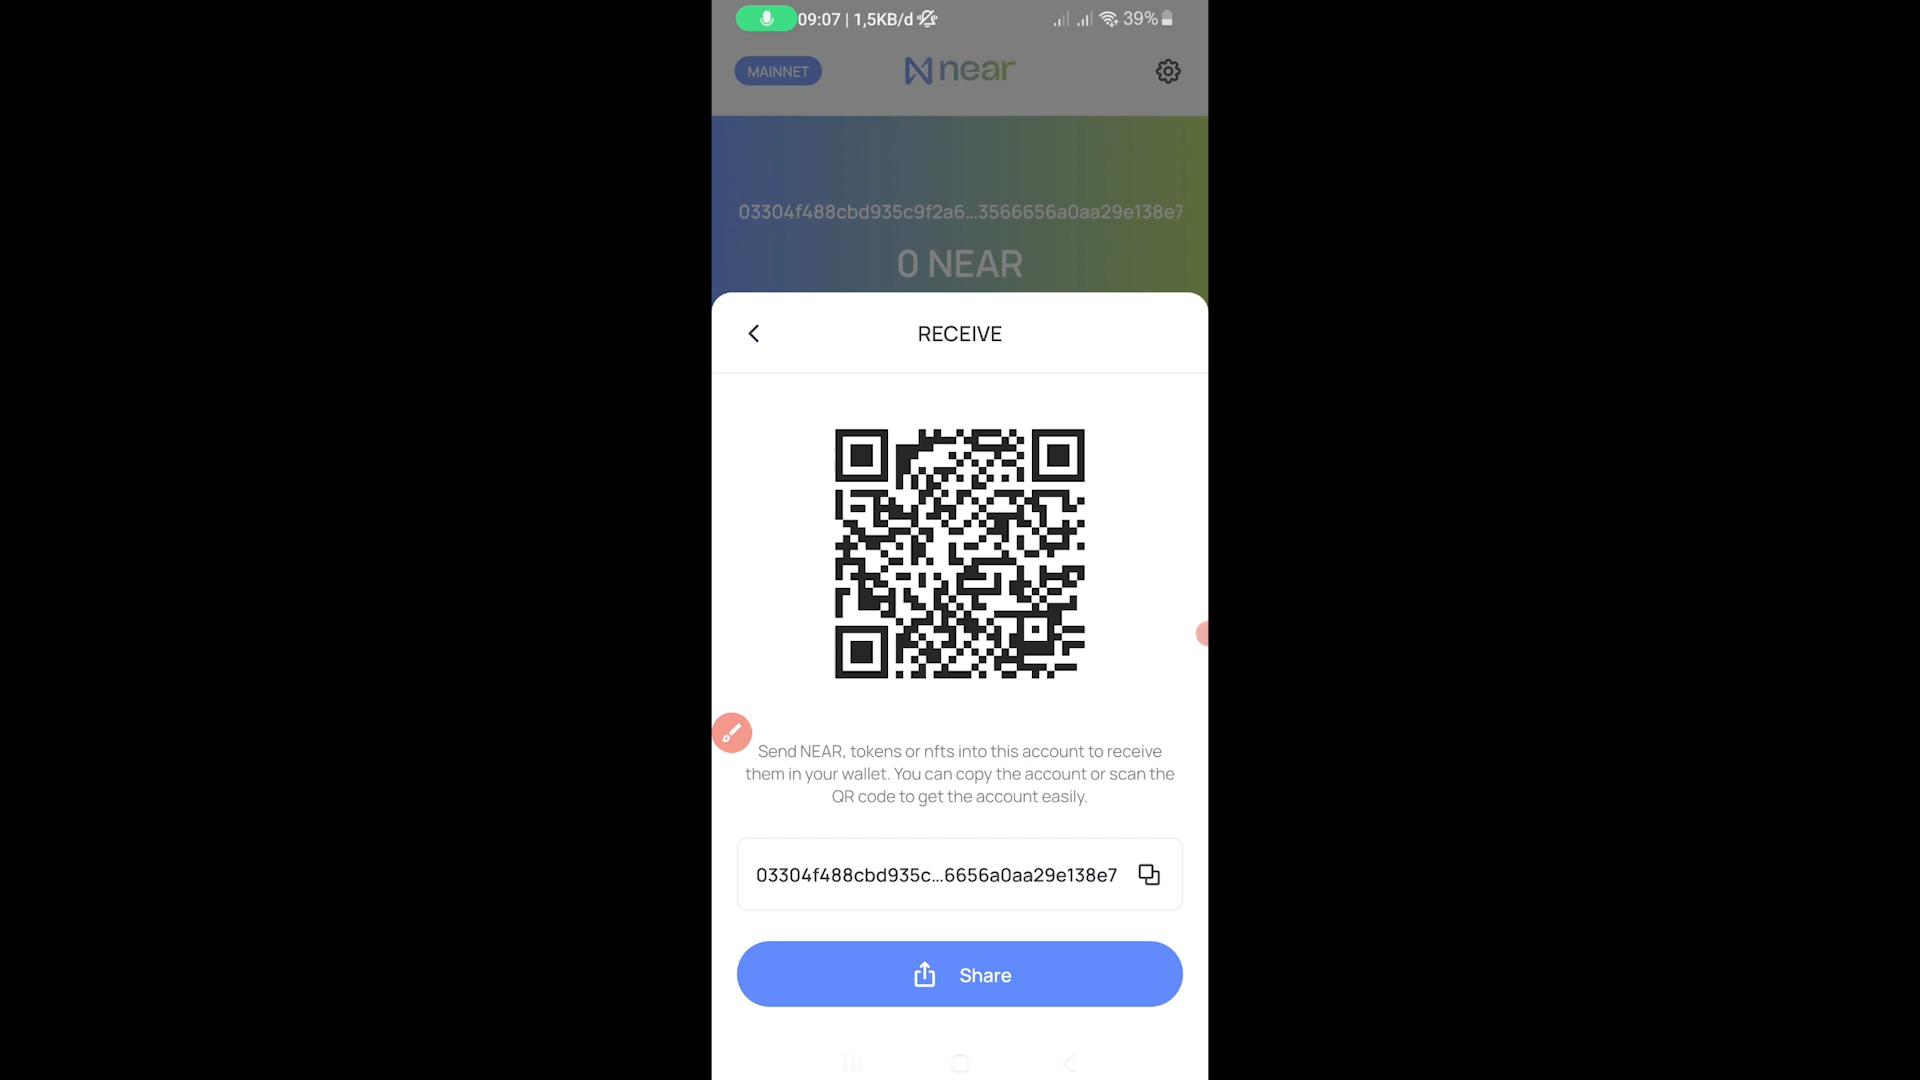 09:07 | 1,5KB/d 39%
MAINNET near
03304f488cbd935c9f2a6...3566656a0aa29e138e7
0 NEAR
RECEIVE
Send NEAR, tokens or nfts into this account to receive
them in your wallet. You can copy the account or scan the
QR code to get the account easily.
03304f488cbd935c...6656a0aa29e138e7
Share